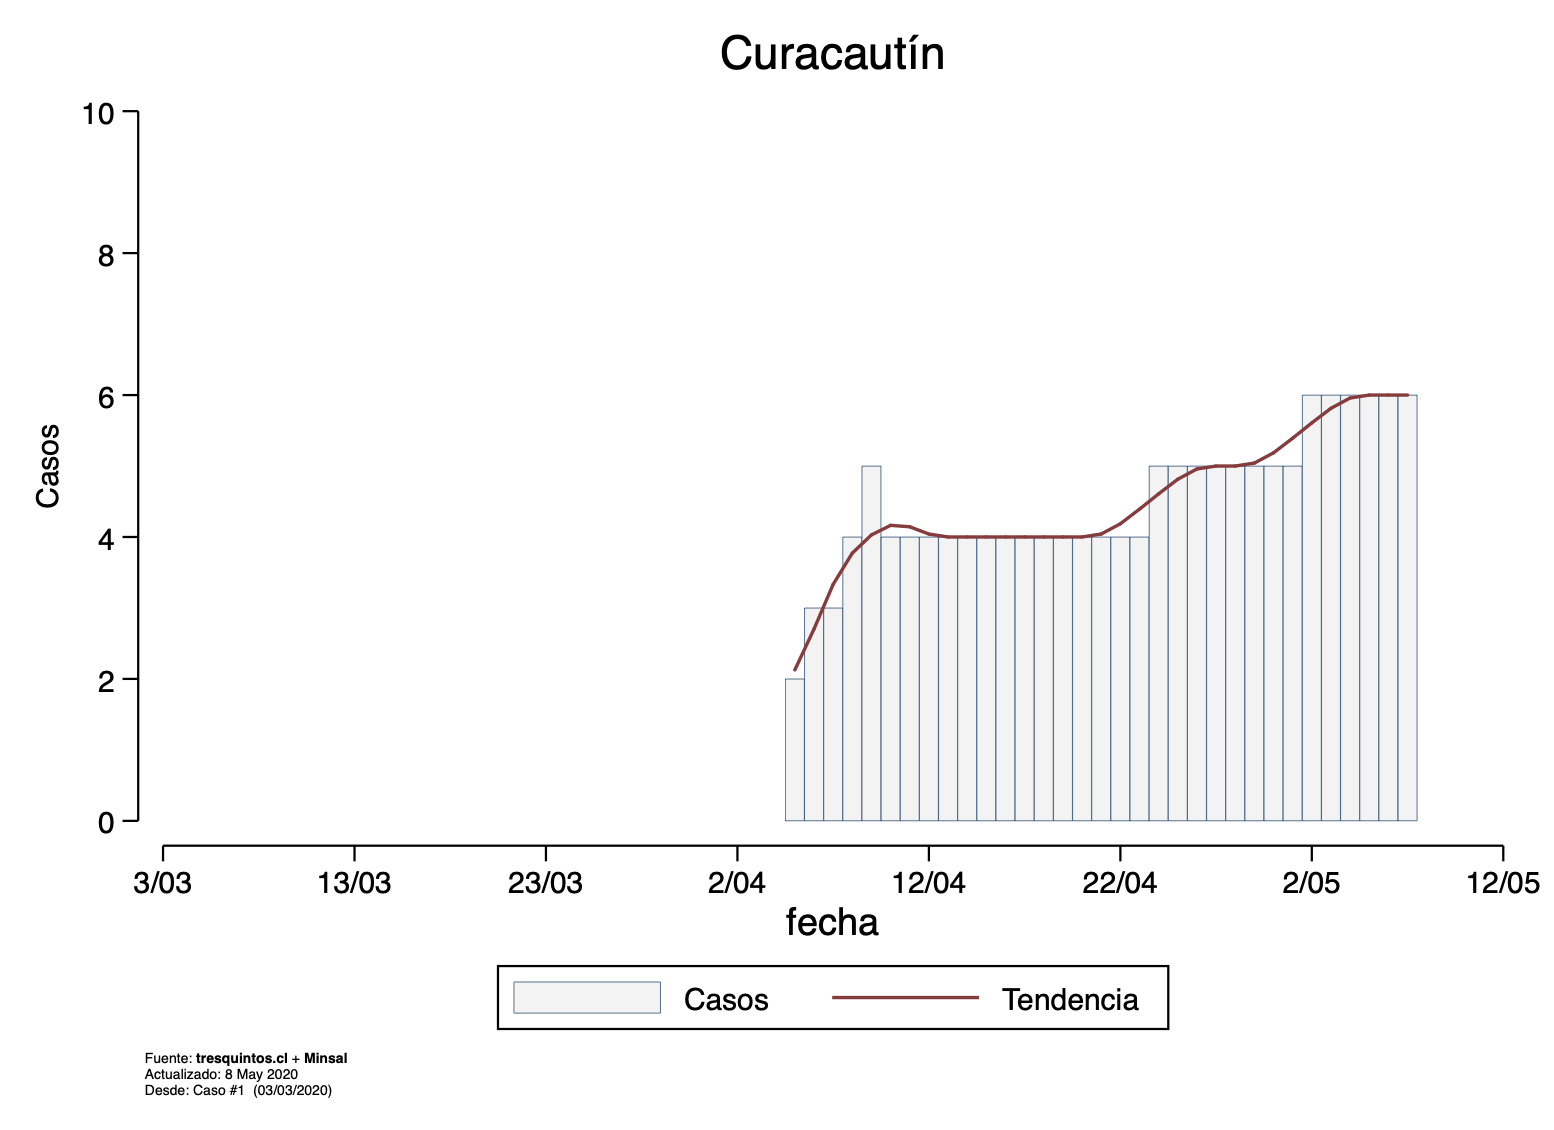 Curacautín
10
8
6
4
2
0
Casos
3/03 13/03 23/03 2/04 12/04 22/04 2/05 12/05
fecha
Casos Tendencia
Fuente: tresquintos.cl + Minsal
Actualizado: 8 May 2020
Desde: Caso #1 (03/03/2020)